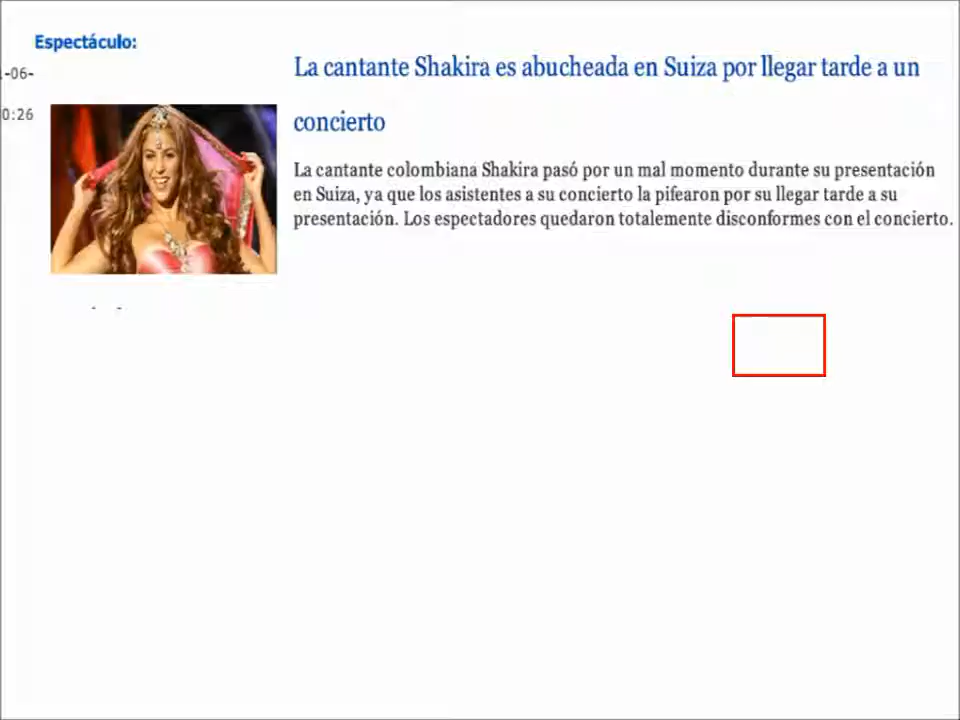 Espectáculo:
-06-
0:26
La cantante Shakira es abucheada en Suiza por llegar tarde a un
concierto
La cantante colombiana Shakira pasó por un mal momento durante su presentación
en Suiza, ya que los asistentes a su concierto la pifearon por su llegar tarde a su
presentación. Los espectadores quedaron totalemente disconformes con el concierto.